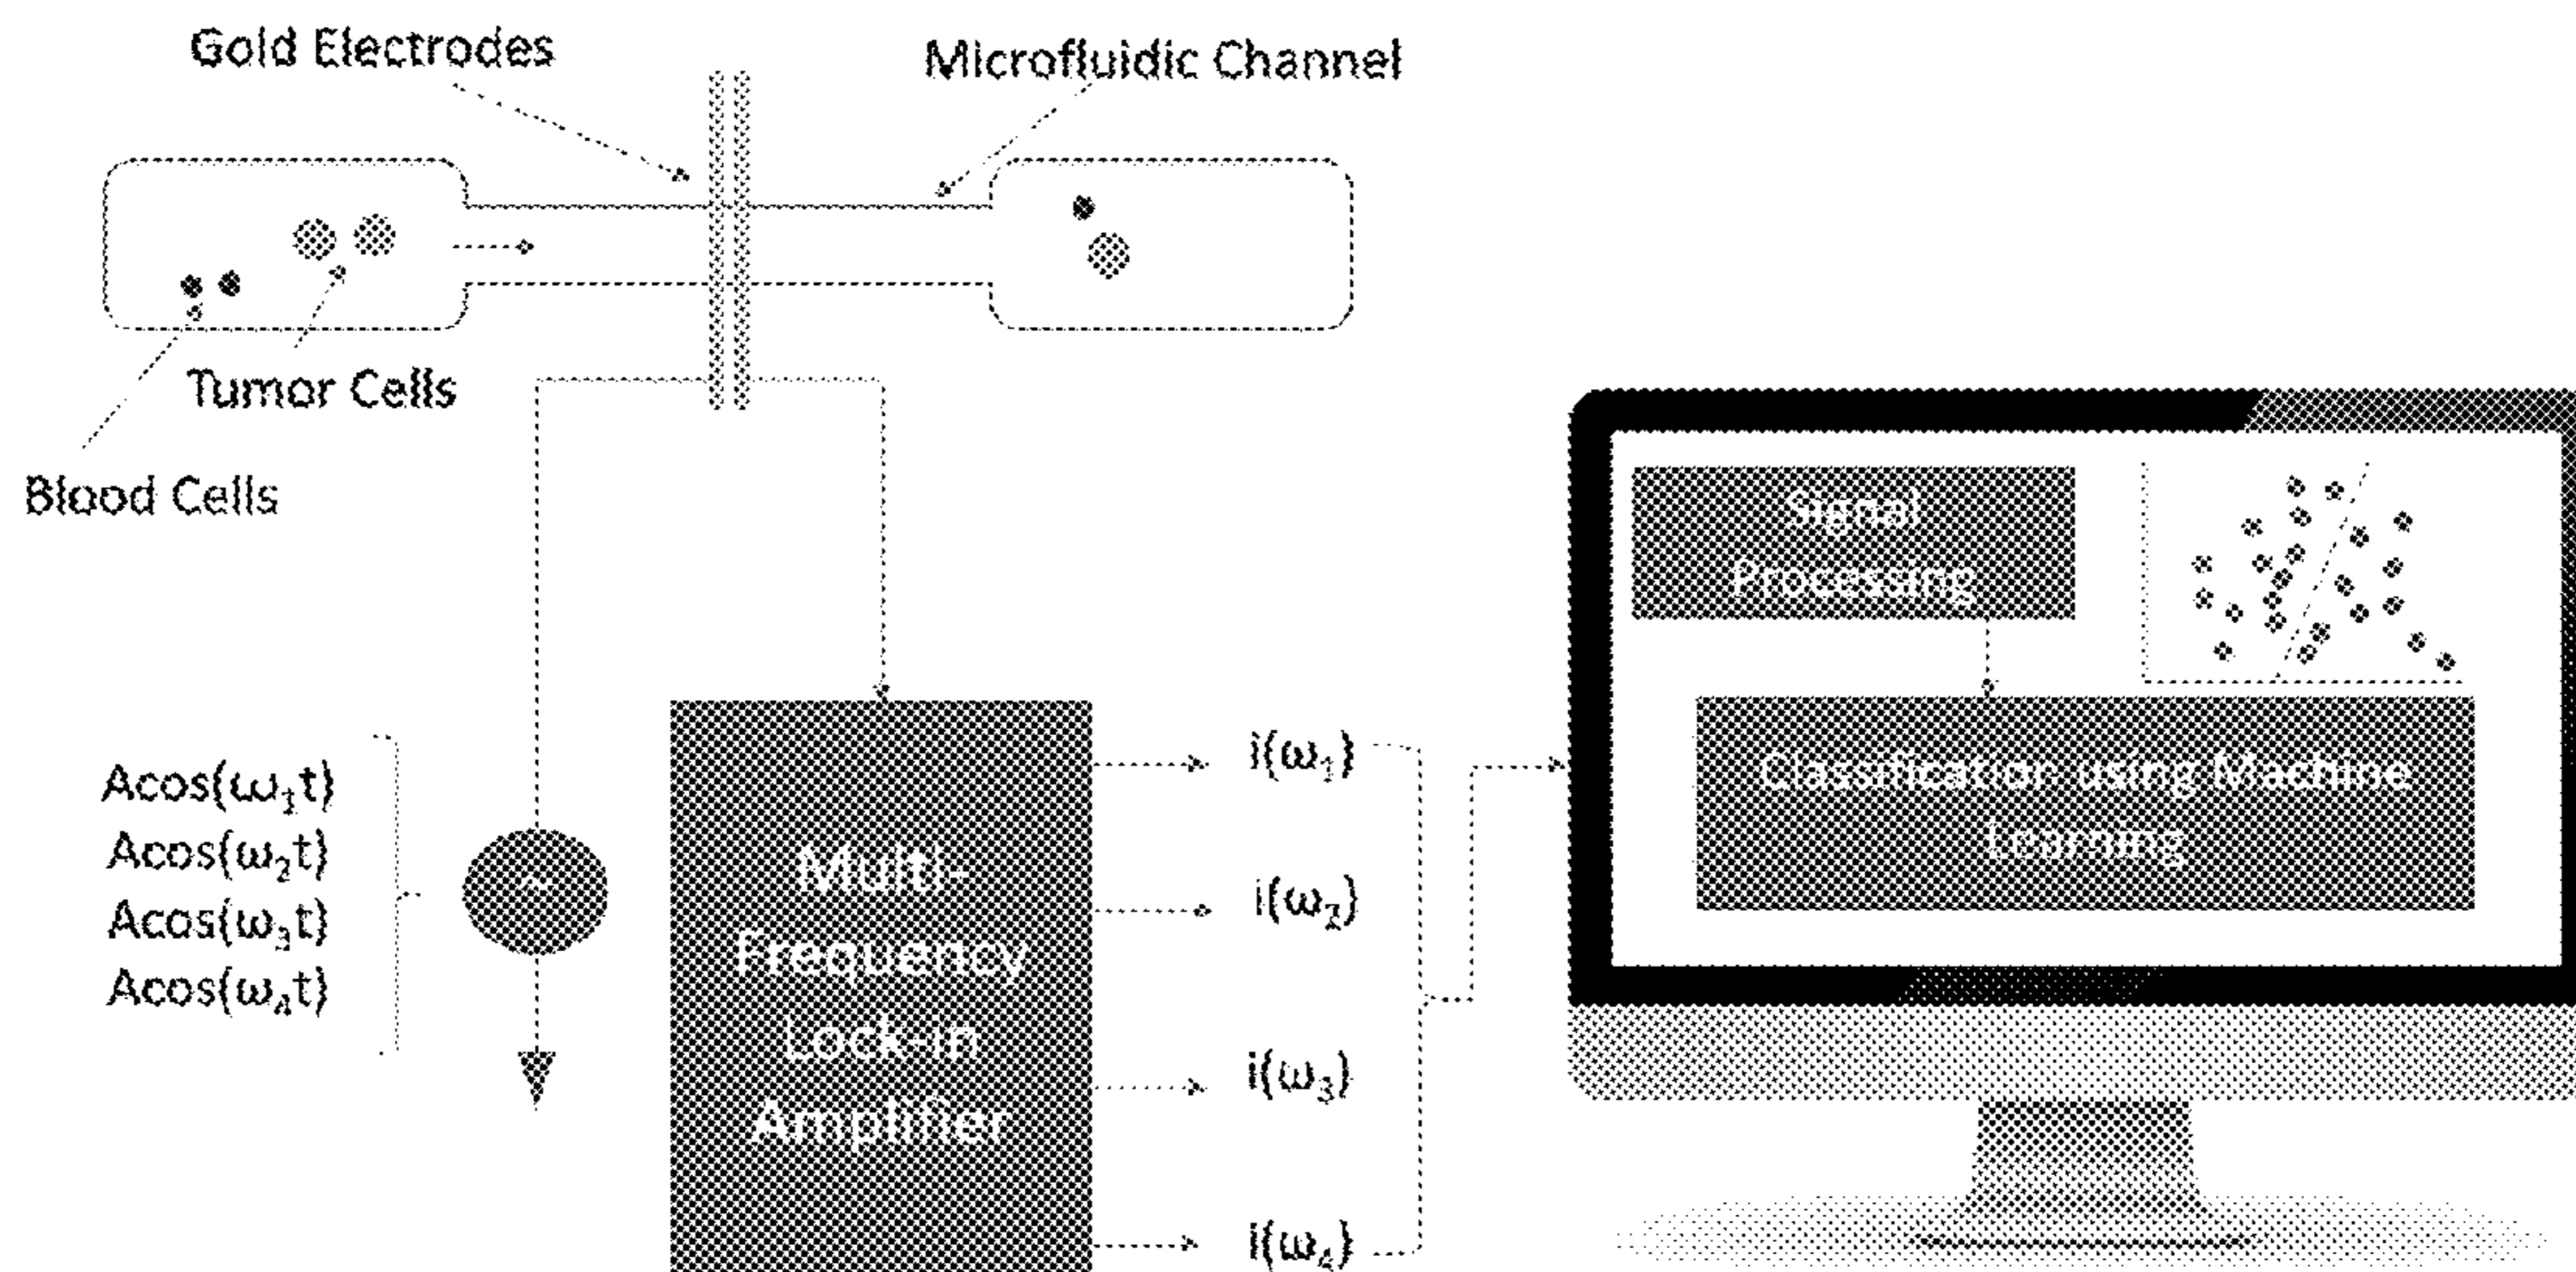 Gold Electrodes
Microfluidic Channel
Tumor Cells
Blood Cells
Acos(ω₁t)
Acos(ω₂t)
Acos(ω₃t)
Acos(ω₄t)
~
Multi-
Frequency
Lock-in
Amplifier
i(ω₁)
i(ω₂)
i(ω₃)
i(ω₄)
Signal
Processing
Classification using Machine
Learning